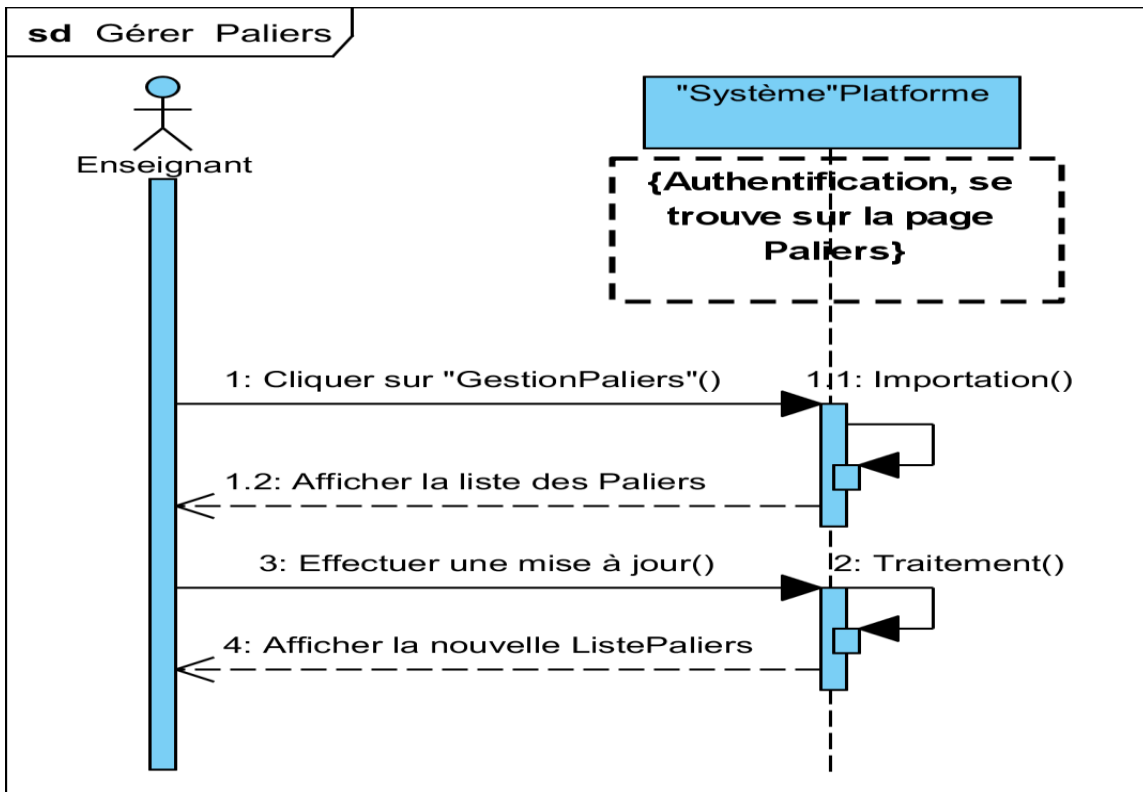 sd Gérer Paliers
Enseignant
"Système"Platforme
{Authentification, se
trouve sur la page
Paliers}
1: Cliquer sur "GestionPaliers"()
1.1: Importation()
1.2: Afficher la liste des Paliers
3: Effectuer une mise à jour()
2: Traitement()
4: Afficher la nouvelle ListePaliers